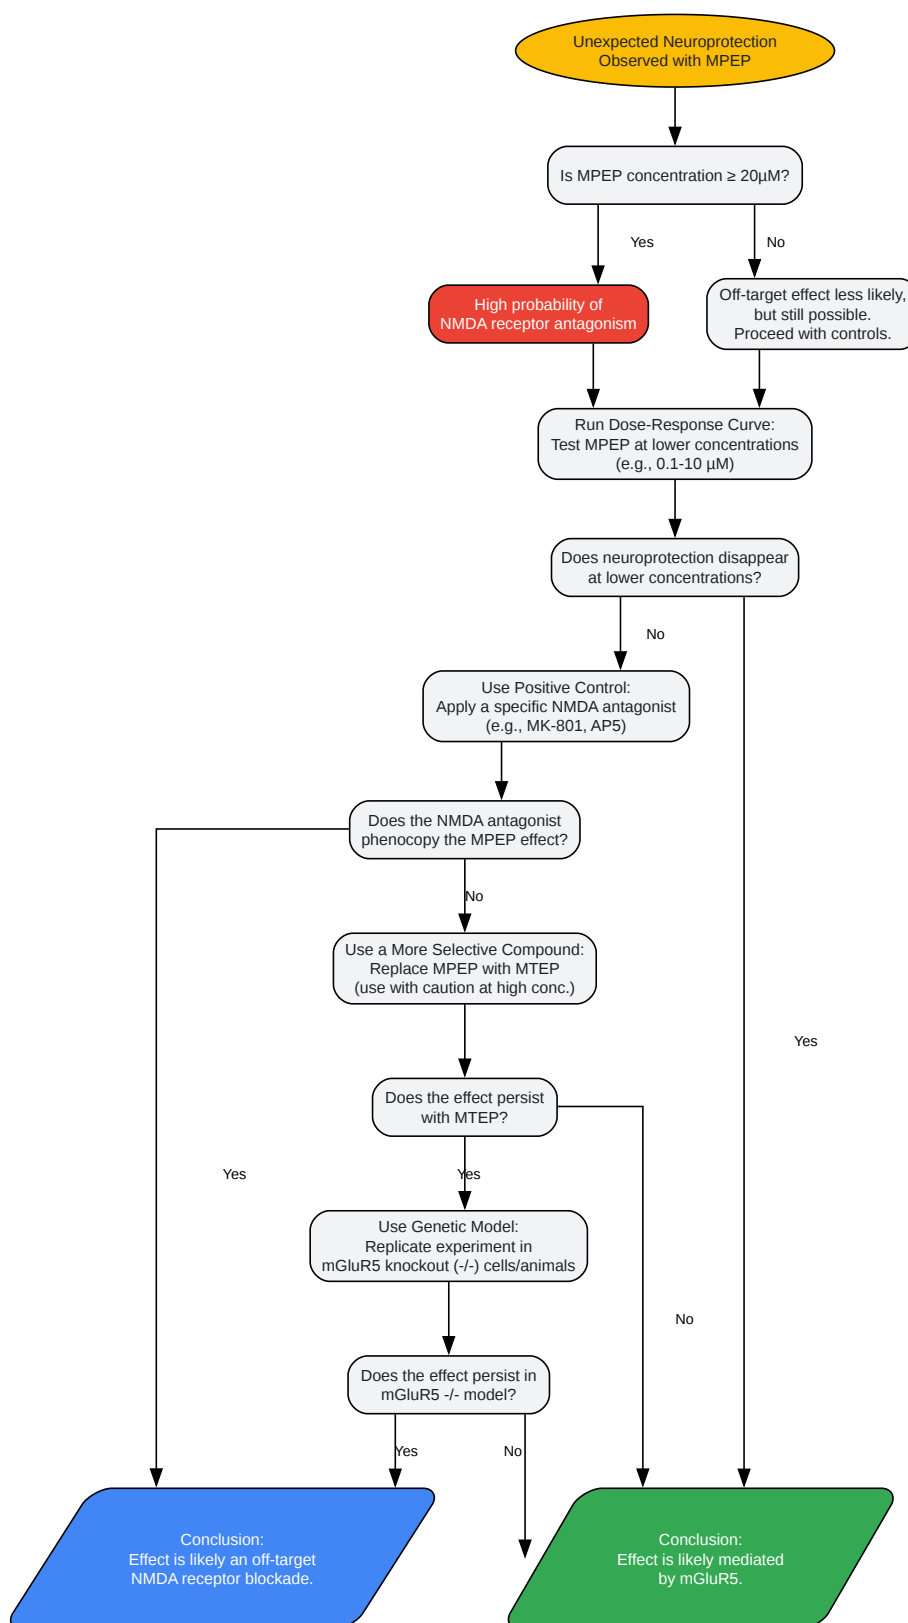 Unexpected Neuroprotection
Observed with MPEP
Is MPEP concentration ≥ 20µM?
Yes
No
High probability of
NMDA receptor antagonism
Off-target effect less likely,
but still possible.
Proceed with controls.
Run Dose-Response Curve:
Test MPEP at lower concentrations
(e.g., 0.1-10 µM)
Does neuroprotection disappear
at lower concentrations?
No
Use Positive Control:
Apply a specific NMDA antagonist
(e.g., MK-801, AP5)
Does the NMDA antagonist
phenocopy the MPEP effect?
No
Use a More Selective Compound:
Replace MPEP with MTEP
(use with caution at high conc.)
Yes
Does the effect persist
with MTEP?
Yes
Yes
Use Genetic Model:
Replicate experiment in
mGluR5 knockout (-/-) cells/animals
No
Does the effect persist in
mGluR5 -/- model?
Yes
No
Conclusion:
Effect is likely an off-target
NMDA receptor blockade.
Conclusion:
Effect is likely mediated
by mGluR5.